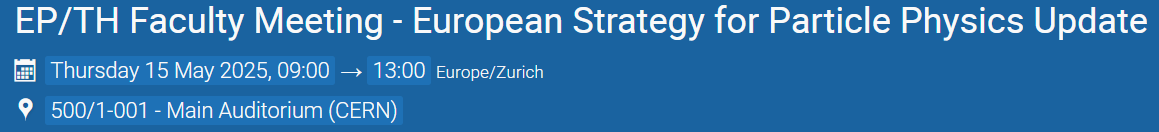 EP/TH Faculty Meeting - European Strategy for Particle Physics Update
Thursday 15 May 2025, 09:00 → 13:00 Europe/Zurich
500/1-001 - Main Auditorium (CERN)